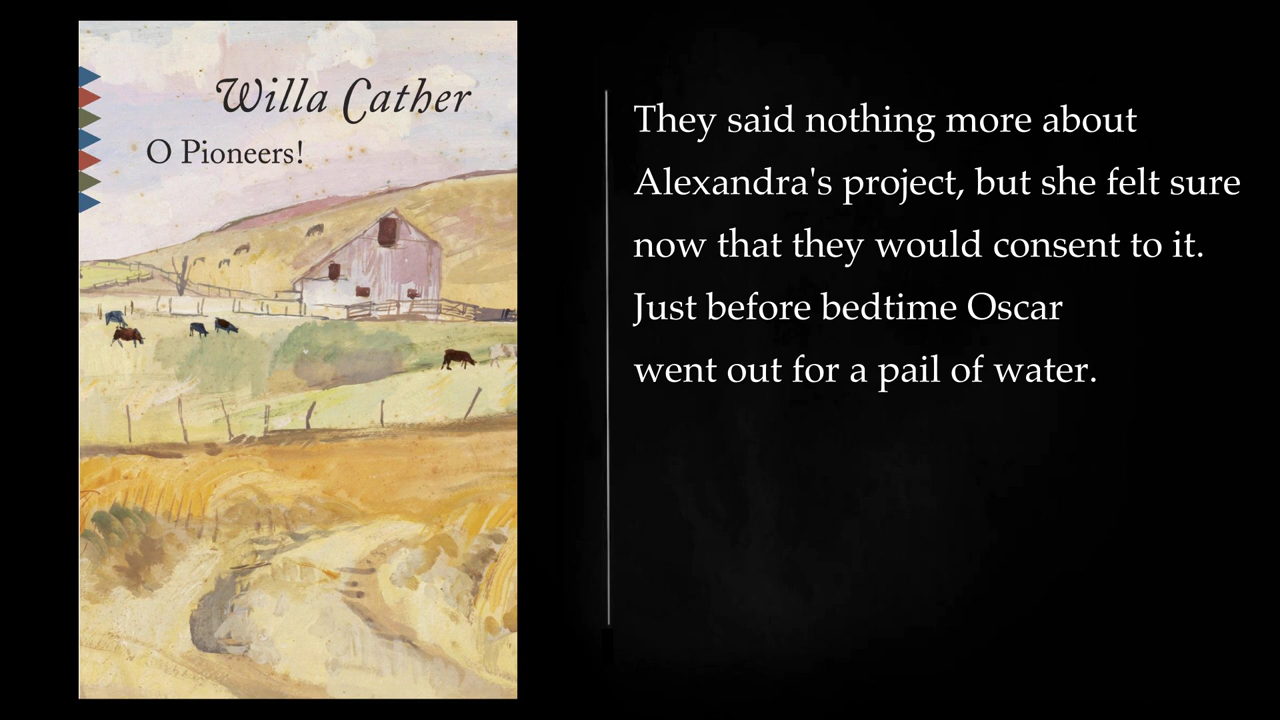 Willa Cather
O Pioneers!
They said nothing more about
Alexandra's project, but she felt sure
now that they would consent to it.
Just before bedtime Oscar
went out for a pail of water.